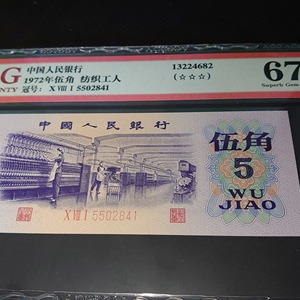 G
NTY
中国人民银行
1972年伍角 纺织工人
冠号: X VIII I 5502841
13224682
(☆☆☆)
67
Superb Gem
中國人民銀行
伍角
5
WU
JIAO
X VIII I 5502841